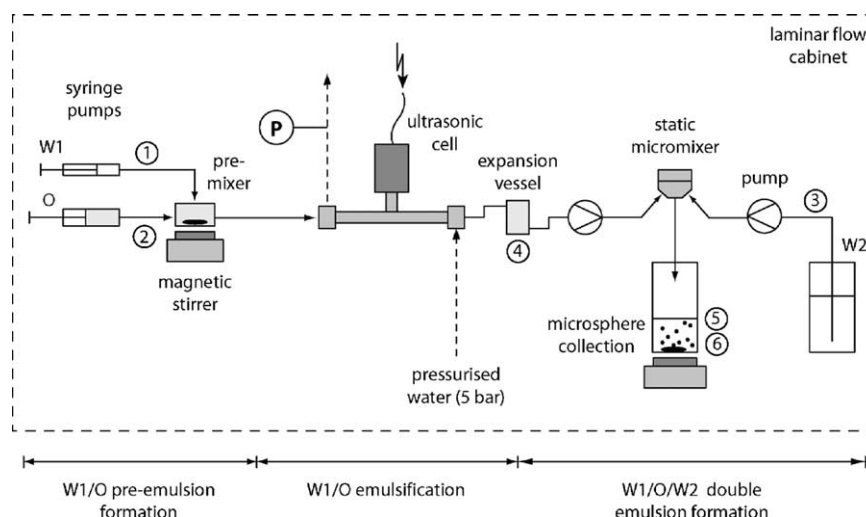 laminar flow
cabinet
syringe
pumps
W1
1
pre-
mixer
P
ultrasonic
cell
expansion
vessel
static
micromixer
pump
3
O
2
4
W2
magnetic
stirrer
microsphere
collection
5
6
pressurised
water (5 bar)
W1/O pre-emulsion
formation
W1/O emulsification
W1/O/W2 double
emulsion formation